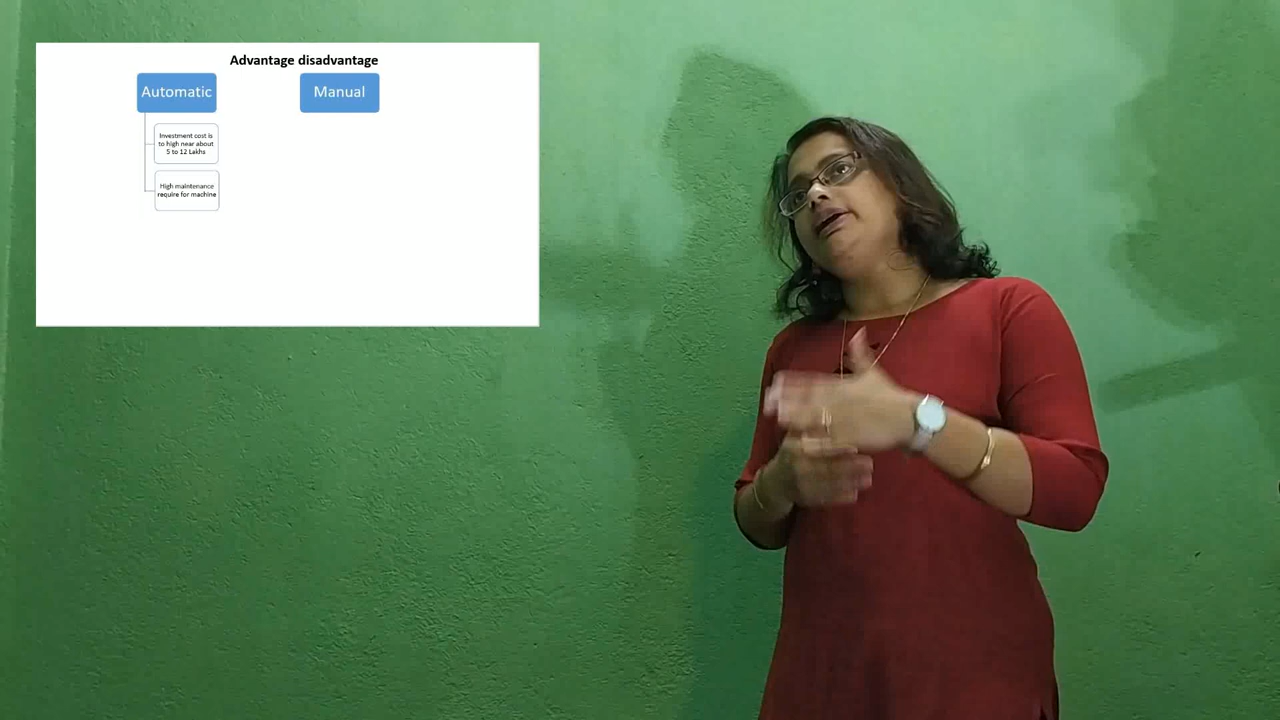 Advantage disadvantage
Automatic
Manual
Investment cost is
to high near about
5 to 12 Lakhs
High maintenance
require for machine